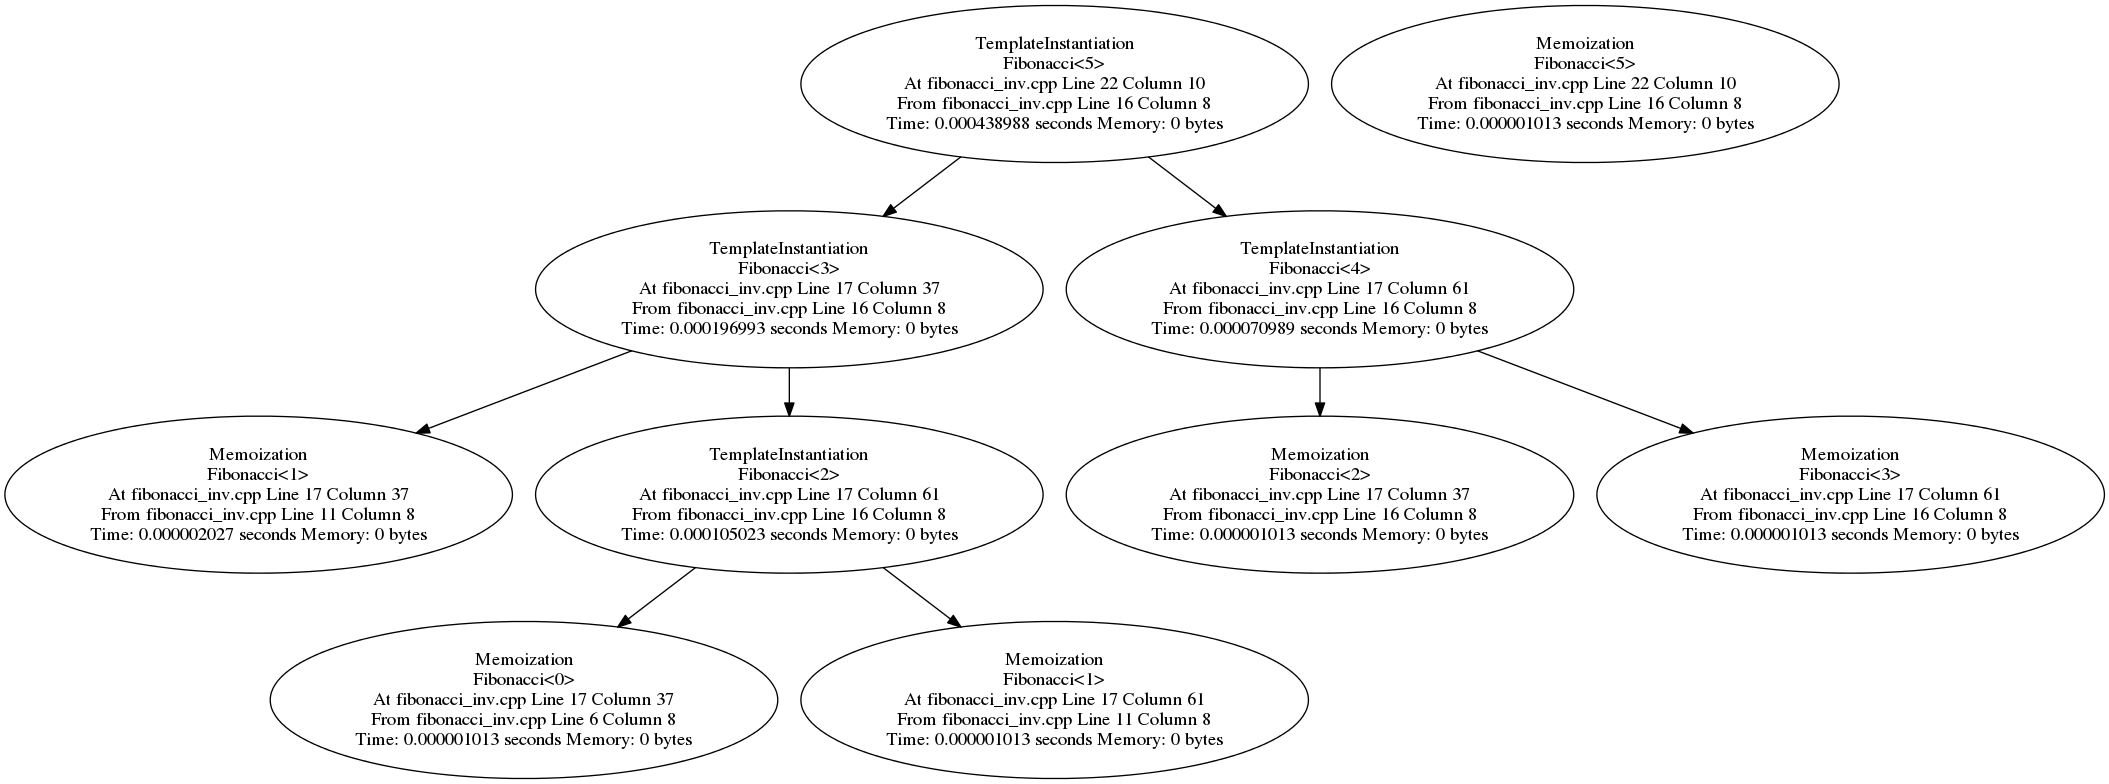 TemplateInstantiation
Fibonacci<5>
At fibonacci_inv.cpp Line 22 Column 10
From fibonacci_inv.cpp Line 16 Column 8
Time: 0.000438988 seconds Memory: 0 bytes
Memoization
Fibonacci<5>
At fibonacci_inv.cpp Line 22 Column 10
From fibonacci_inv.cpp Line 16 Column 8
Time: 0.000001013 seconds Memory: 0 bytes
TemplateInstantiation
Fibonacci<3>
At fibonacci_inv.cpp Line 17 Column 37
From fibonacci_inv.cpp Line 16 Column 8
Time: 0.000196993 seconds Memory: 0 bytes
TemplateInstantiation
Fibonacci<4>
At fibonacci_inv.cpp Line 17 Column 61
From fibonacci_inv.cpp Line 16 Column 8
Time: 0.000070989 seconds Memory: 0 bytes
Memoization
Fibonacci<1>
At fibonacci_inv.cpp Line 17 Column 37
From fibonacci_inv.cpp Line 11 Column 8
Time: 0.000002027 seconds Memory: 0 bytes
TemplateInstantiation
Fibonacci<2>
At fibonacci_inv.cpp Line 17 Column 61
From fibonacci_inv.cpp Line 16 Column 8
Time: 0.000105023 seconds Memory: 0 bytes
Memoization
Fibonacci<2>
At fibonacci_inv.cpp Line 17 Column 37
From fibonacci_inv.cpp Line 16 Column 8
Time: 0.000001013 seconds Memory: 0 bytes
Memoization
Fibonacci<3>
At fibonacci_inv.cpp Line 17 Column 61
From fibonacci_inv.cpp Line 16 Column 8
Time: 0.000001013 seconds Memory: 0 bytes
Memoization
Fibonacci<0>
At fibonacci_inv.cpp Line 17 Column 37
From fibonacci_inv.cpp Line 6 Column 8
Time: 0.000001013 seconds Memory: 0 bytes
Memoization
Fibonacci<1>
At fibonacci_inv.cpp Line 17 Column 61
From fibonacci_inv.cpp Line 11 Column 8
Time: 0.000001013 seconds Memory: 0 bytes